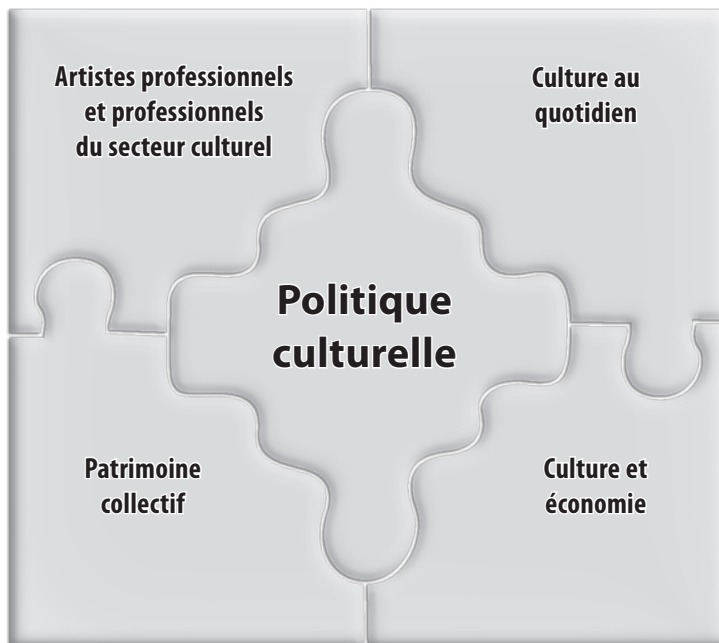 Artistes professionnels
et professionnels
du secteur culturel
Culture au
quotidien
Politique
culturelle
Patrimoine
collectif
Culture et
économie